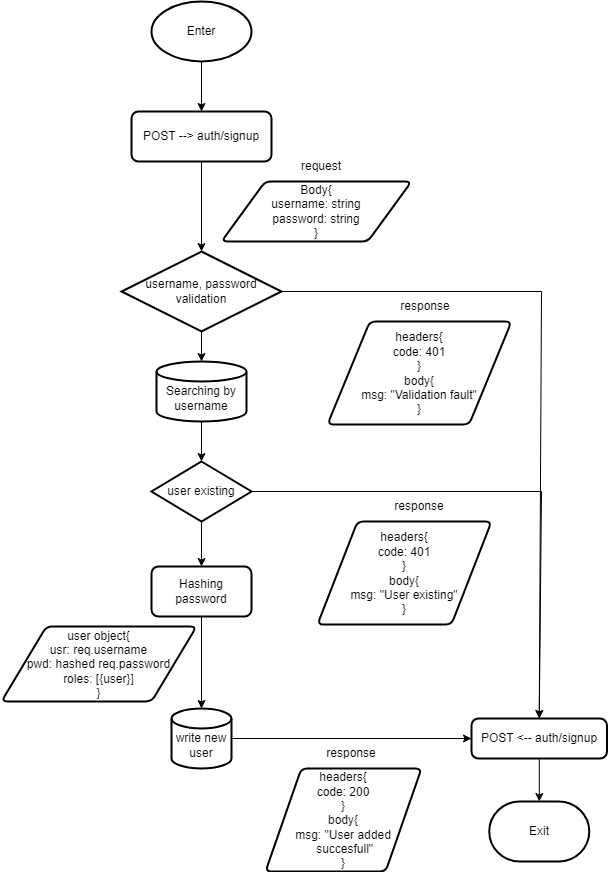 Enter
POST --> auth/signup
request
Body{
username: string
password: string
}
username, password
validation
response
headers{
code: 401
}
body{
msg: "Validation fault"
}
Searching by
username
user existing
response
headers{
code: 401
}
body{
msg: "User existing"
}
Hashing
password
user object{
usr: req.username
pwd: hashed req.password
roles: [{user}]
}
write new
user
POST <-- auth/signup
response
headers{
code: 200
}
body{
msg: "User added
succesfull"
}
Exit